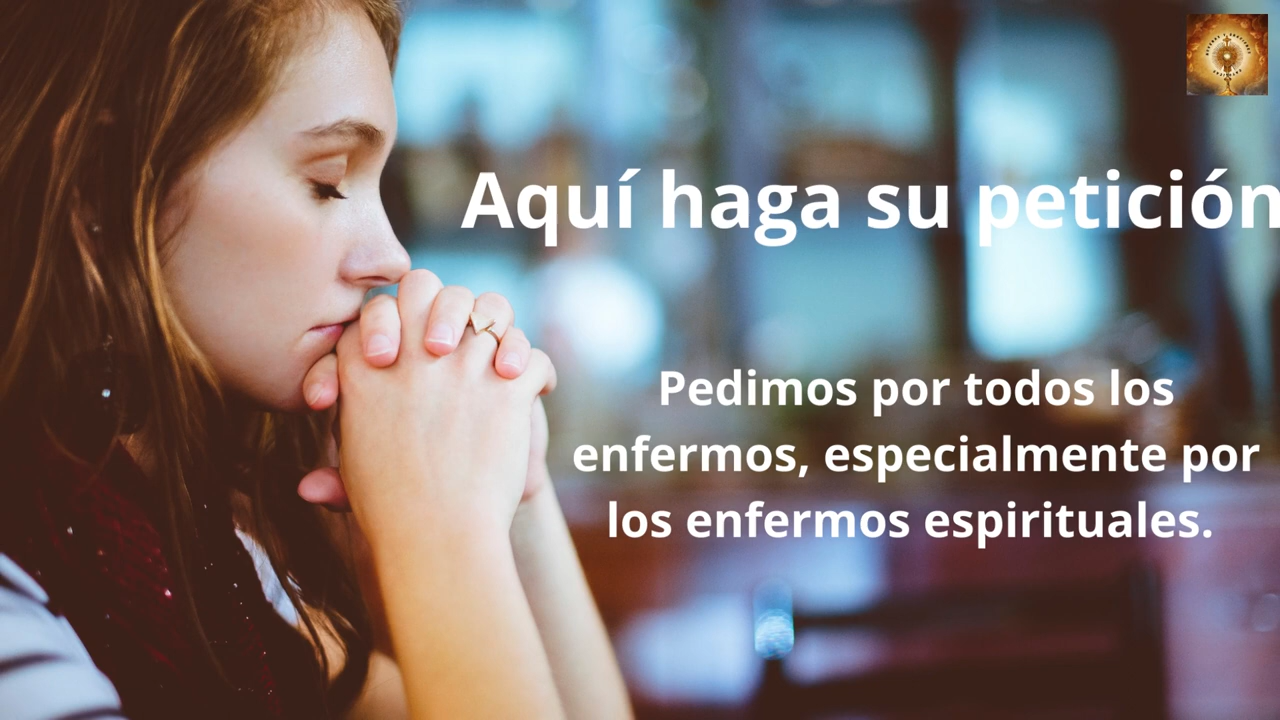 Aquí haga su petición
Pedimos por todos los
enfermos, especialmente por
los enfermos espirituales.